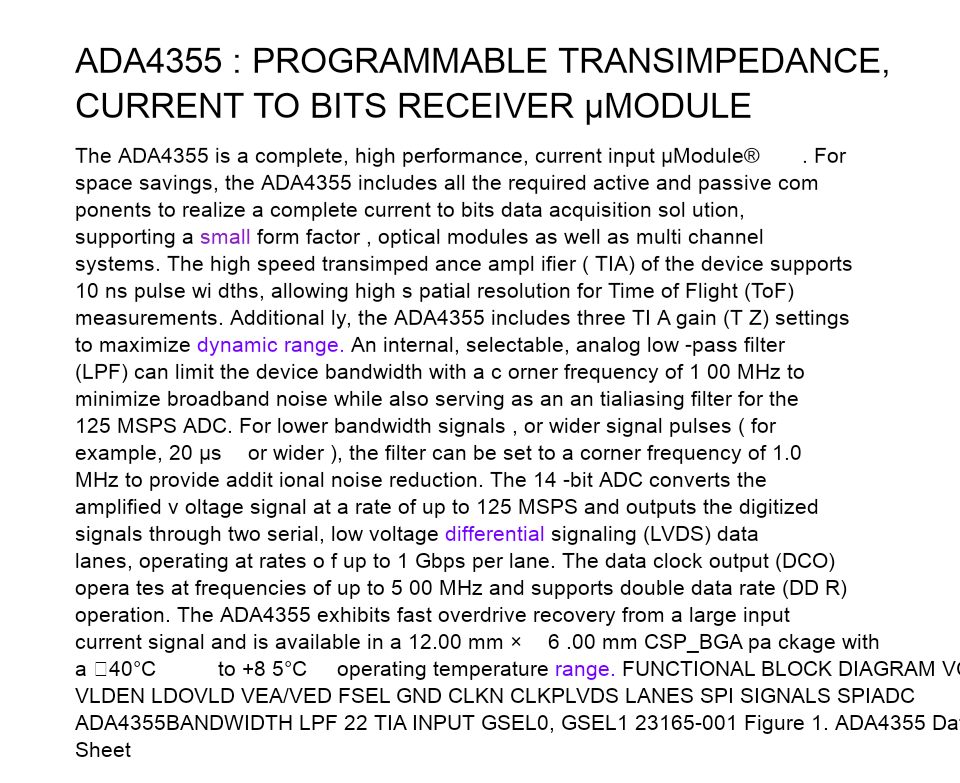 ADA4355 : PROGRAMMABLE TRANSIMPEDANCE,
CURRENT TO BITS RECEIVER µMODULE
The ADA4355 is a complete, high performance, current input µModule® . For
space savings, the ADA4355 includes all the required active and passive com
ponents to realize a complete current to bits data acquisition sol ution,
supporting a small form factor , optical modules as well as multi channel
systems. The high speed transimped ance ampl ifier ( TIA) of the device supports
10 ns pulse wi dths, allowing high s patial resolution for Time of Flight (ToF)
measurements. Additional ly, the ADA4355 includes three TI A gain (T Z) settings
to maximize dynamic range. An internal, selectable, analog low -pass filter
(LPF) can limit the device bandwidth with a c orner frequency of 1 00 MHz to
minimize broadband noise while also serving as an an tialiasing filter for the
125 MSPS ADC. For lower bandwidth signals , or wider signal pulses ( for
example, 20 µs or wider ), the filter can be set to a corner frequency of 1.0
MHz to provide addit ional noise reduction. The 14 -bit ADC converts the
amplified v oltage signal at a rate of up to 125 MSPS and outputs the digitized
signals through two serial, low voltage differential signaling (LVDS) data
lanes, operating at rates o f up to 1 Gbps per lane. The data clock output (DCO)
opera tes at frequencies of up to 5 00 MHz and supports double data rate (DD R)
operation. The ADA4355 exhibits fast overdrive recovery from a large input
current signal and is available in a 12.00 mm × 6 .00 mm CSP_BGA pa ckage with
a 40°C to +8 5°C operating temperature range. FUNCTIONAL BLOCK DIAGRAM
VLDEN LDOVLD VEA/VED FSEL GND CLKN CLKPLVDS LANES SPI SIGNALS SPIADC
ADA4355BANDWIDTH LPF 22 TIA INPUT GSEL0, GSEL1 23165-001 Figure 1. ADA4355
Sheet